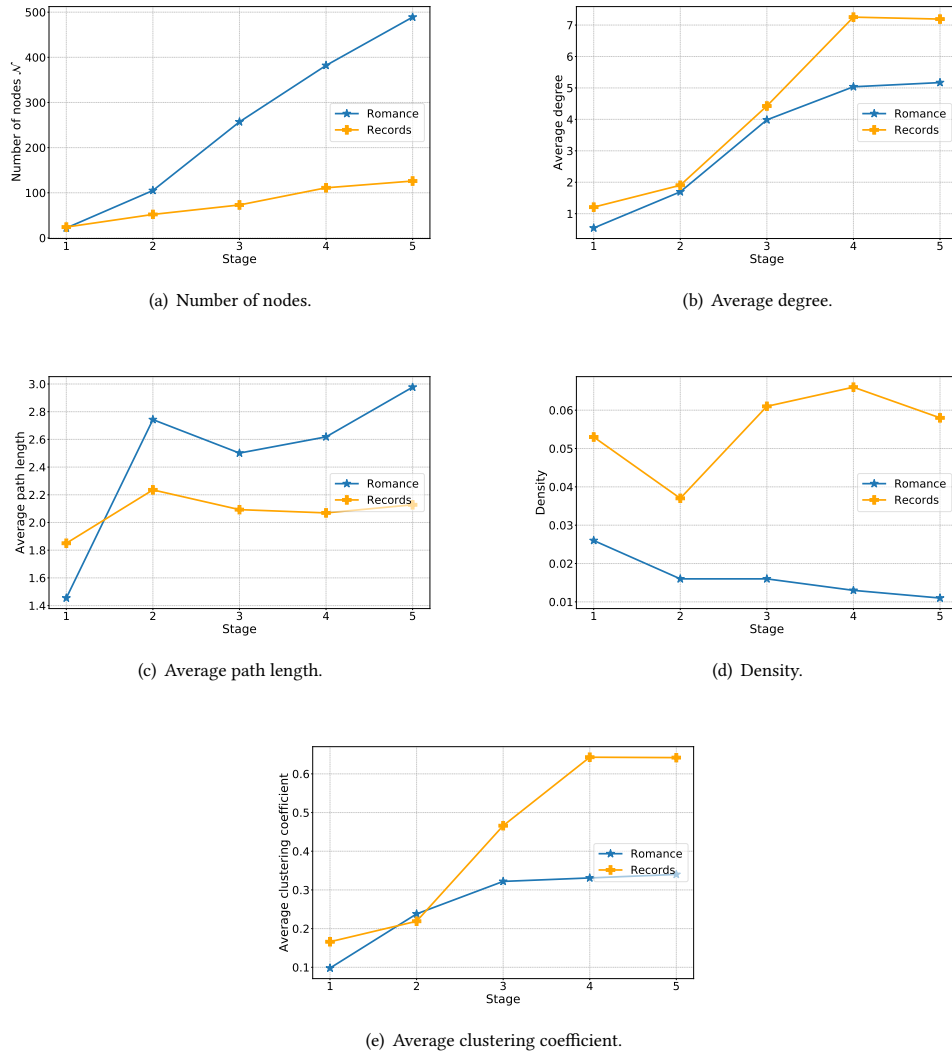 500
400
300
200
100
0
Number of nodes 𝒩
Romance
Records
1 2 3 4 5
Stage
(a) Number of nodes.
7
6
5
4
3
2
1
Average degree
Romance
Records
1 2 3 4 5
Stage
(b) Average degree.
3.0
2.8
2.6
2.4
2.2
2.0
1.8
1.6
1.4
Average path length
Romance
Records
1 2 3 4 5
Stage
(c) Average path length.
0.06
0.05
0.04
0.03
0.02
0.01
Density
Romance
Records
1 2 3 4 5
Stage
(d) Density.
0.6
0.5
0.4
0.3
0.2
0.1
Average clustering coefficient
Romance
Records
1 2 3 4 5
Stage
(e) Average clustering coefficient.